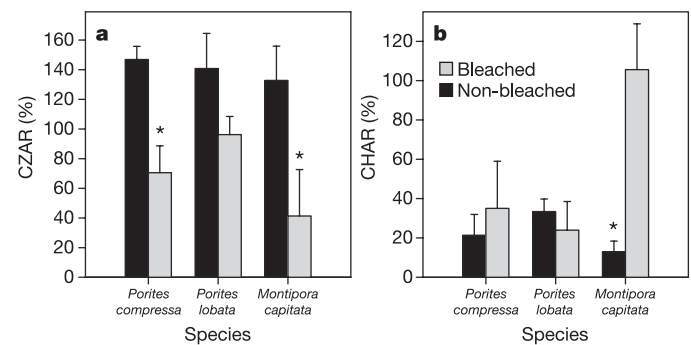 a
160
140
120
100
80
60
40
20
0
CZAR (%)
*
*
Porites
compressa
Porites
lobata
Montipora
capitata
Species
b
120
100
80
60
40
20
0
CHAR (%)
Bleached
Non-bleached
*
Porites
compressa
Porites
lobata
Montipora
capitata
Species